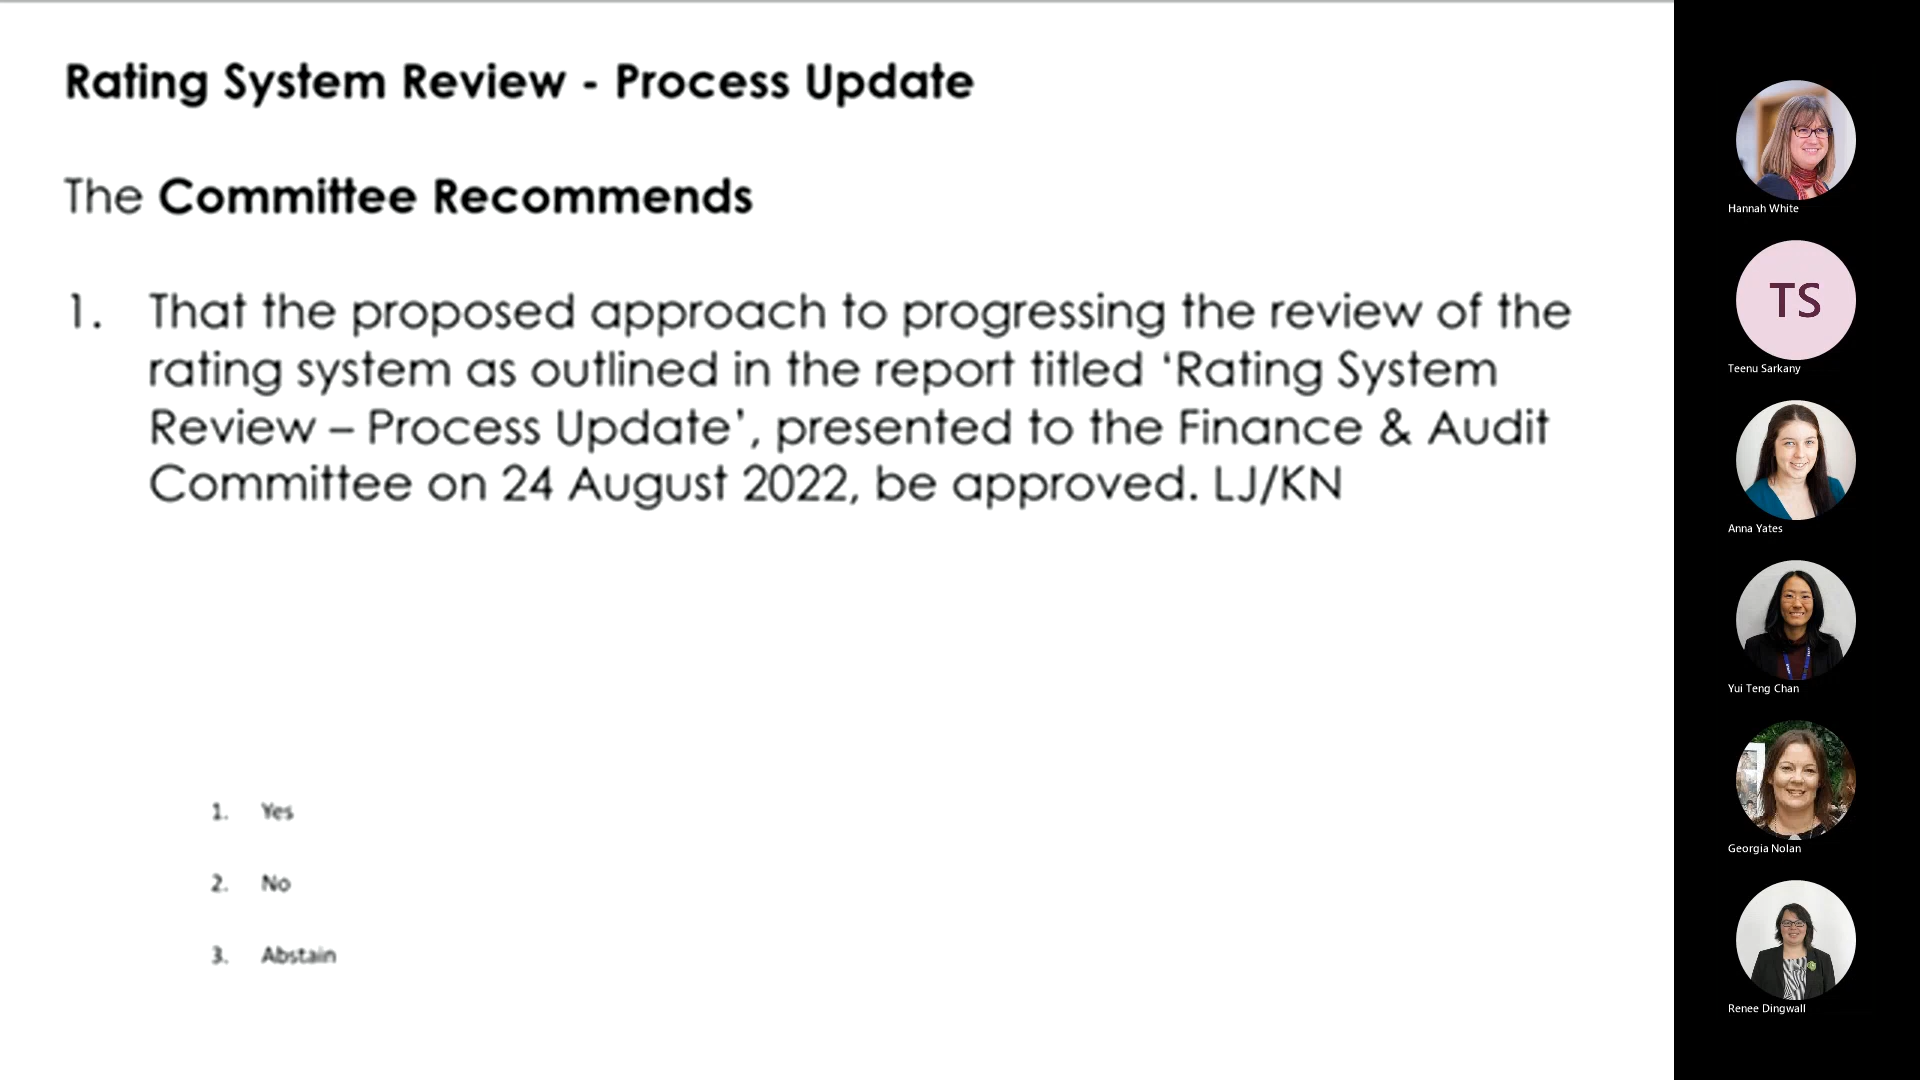 Rating System Review - Process Update
The Committee Recommends
1. That the proposed approach to progressing the review of the
rating system as outlined in the report titled ‘Rating System
Review – Process Update’, presented to the Finance & Audit
Committee on 24 August 2022, be approved. LJ/KN
1. Yes
2. No
3. Abstain
Hannah White
TS
Teenu Sarkany
Anna Yates
Yui Teng Chan
Georgia Nolan
Renee Dingwall